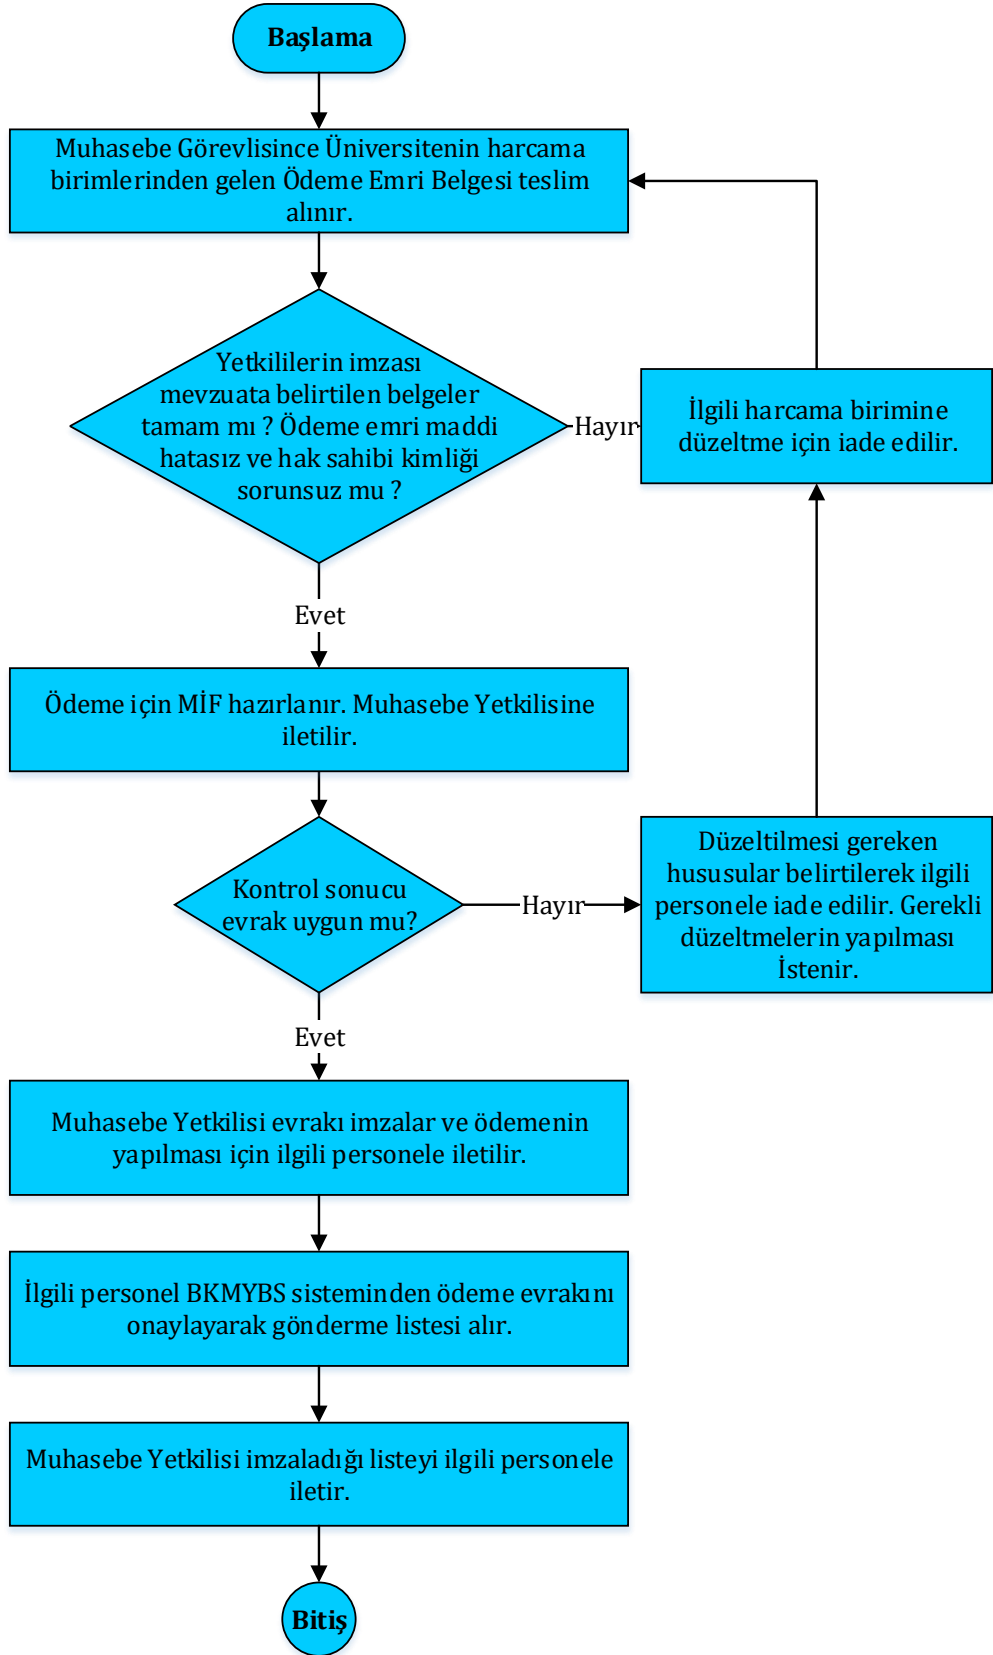 Başlama
Muhasebe Görevlisince Üniversitenin harcama
birimlerinden gelen Ödeme Emri Belgesi teslim
alınır.
Yetkililerin imzası
mevzuata belirtilen belgeler
tamam mı ? Ödeme emri maddi
hatasız ve hak sahibi kimliği
sorunsuz mu ?
Hayır
İlgili harcama birimine
düzeltme için iade edilir.
Evet
Ödeme için MİF hazırlanır. Muhasebe Yetkilisine
iletilir.
Kontrol sonucu
evrak uygun mu?
Hayır
Düzeltilmesi gereken
hususular belirtilerek ilgili
personele iade edilir. Gerekli
düzeltmelerin yapılması
İstenir.
Evet
Muhasebe Yetkilisi evrakı imzalar ve ödemenin
yapılması için ilgili personele iletilir.
İlgili personel BKMYBS sisteminden ödeme evrakını
onaylayarak gönderme listesi alır.
Muhasebe Yetkilisi imzaladığı listeyi ilgili personele
iletir.
Bitiş